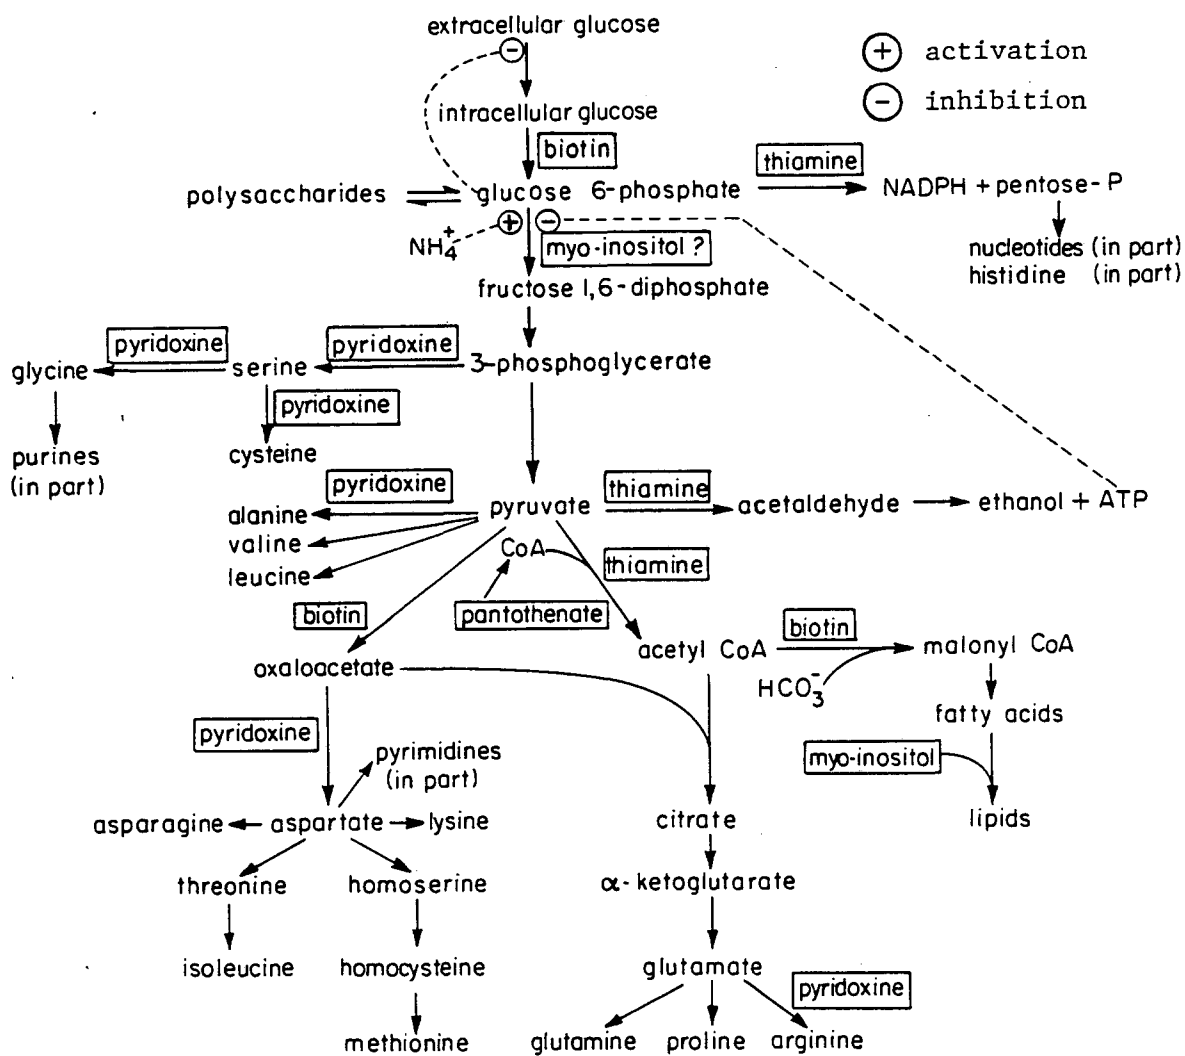 extracellular glucose
+ activation
− inhibition
−
intracellular glucose
biotin
thiamine
polysaccharides
glucose 6-phosphate
NADPH + pentose-P
+
−
NH4+
myo-inositol ?
nucleotides (in part)
histidine (in part)
fructose 1,6-diphosphate
pyridoxine
pyridoxine
glycine
serine
3-phosphoglycerate
pyridoxine
purines
(in part)
cysteine
pyridoxine
thiamine
alanine
pyruvate
acetaldehyde
ethanol + ATP
valine
leucine
CoA
thiamine
biotin
pantothenate
biotin
oxaloacetate
acetyl CoA
malonyl CoA
HCO3−
fatty acids
pyridoxine
pyrimidines
(in part)
myo-inositol
asparagine
aspartate
lysine
citrate
lipids
threonine
homoserine
α-ketoglutarate
isoleucine
homocysteine
glutamate
pyridoxine
methionine
glutamine
proline
arginine